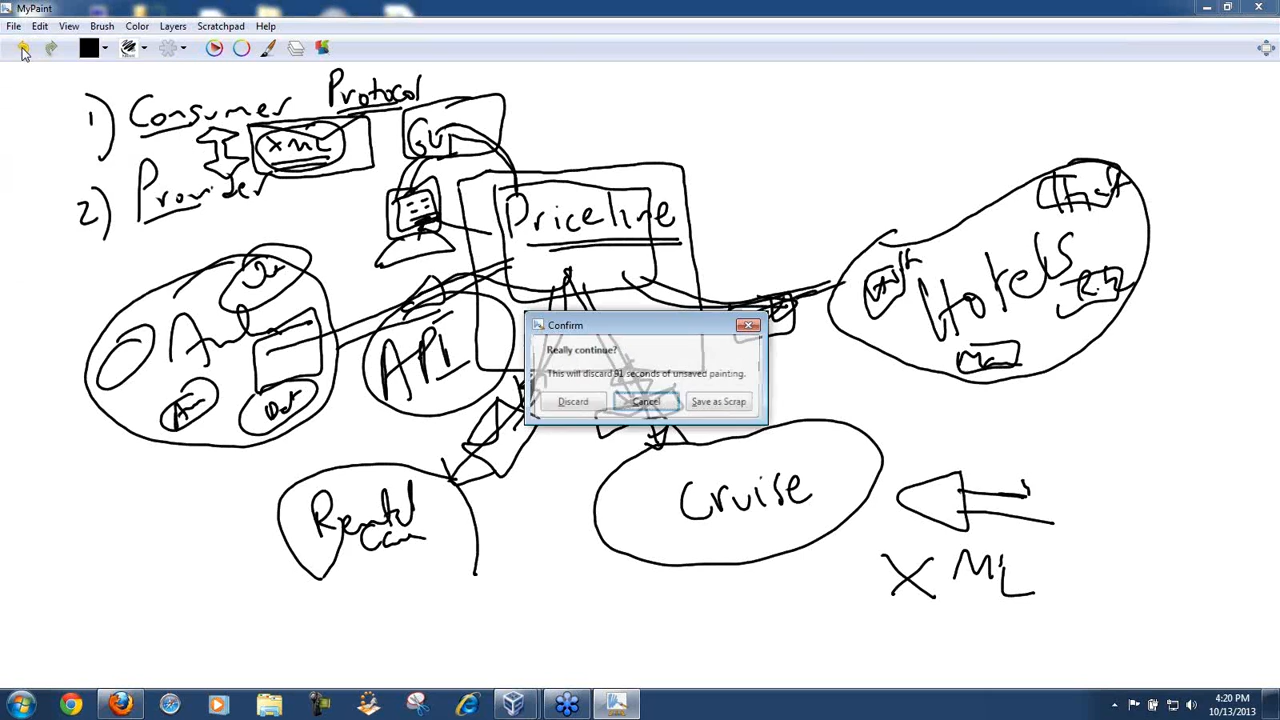 MyPaint
File Edit View Brush Color Layers Scratchpad Help
1) Consumer
Protocol
XML
GUI
2) Provider
Priceline
Hotels
API
Confirm
Really continue?
This will discard 91 seconds of unsaved painting.
Discard Cancel Save as Scrap
Rental
Car
Cruise
XML
4:20 PM
10/13/2013